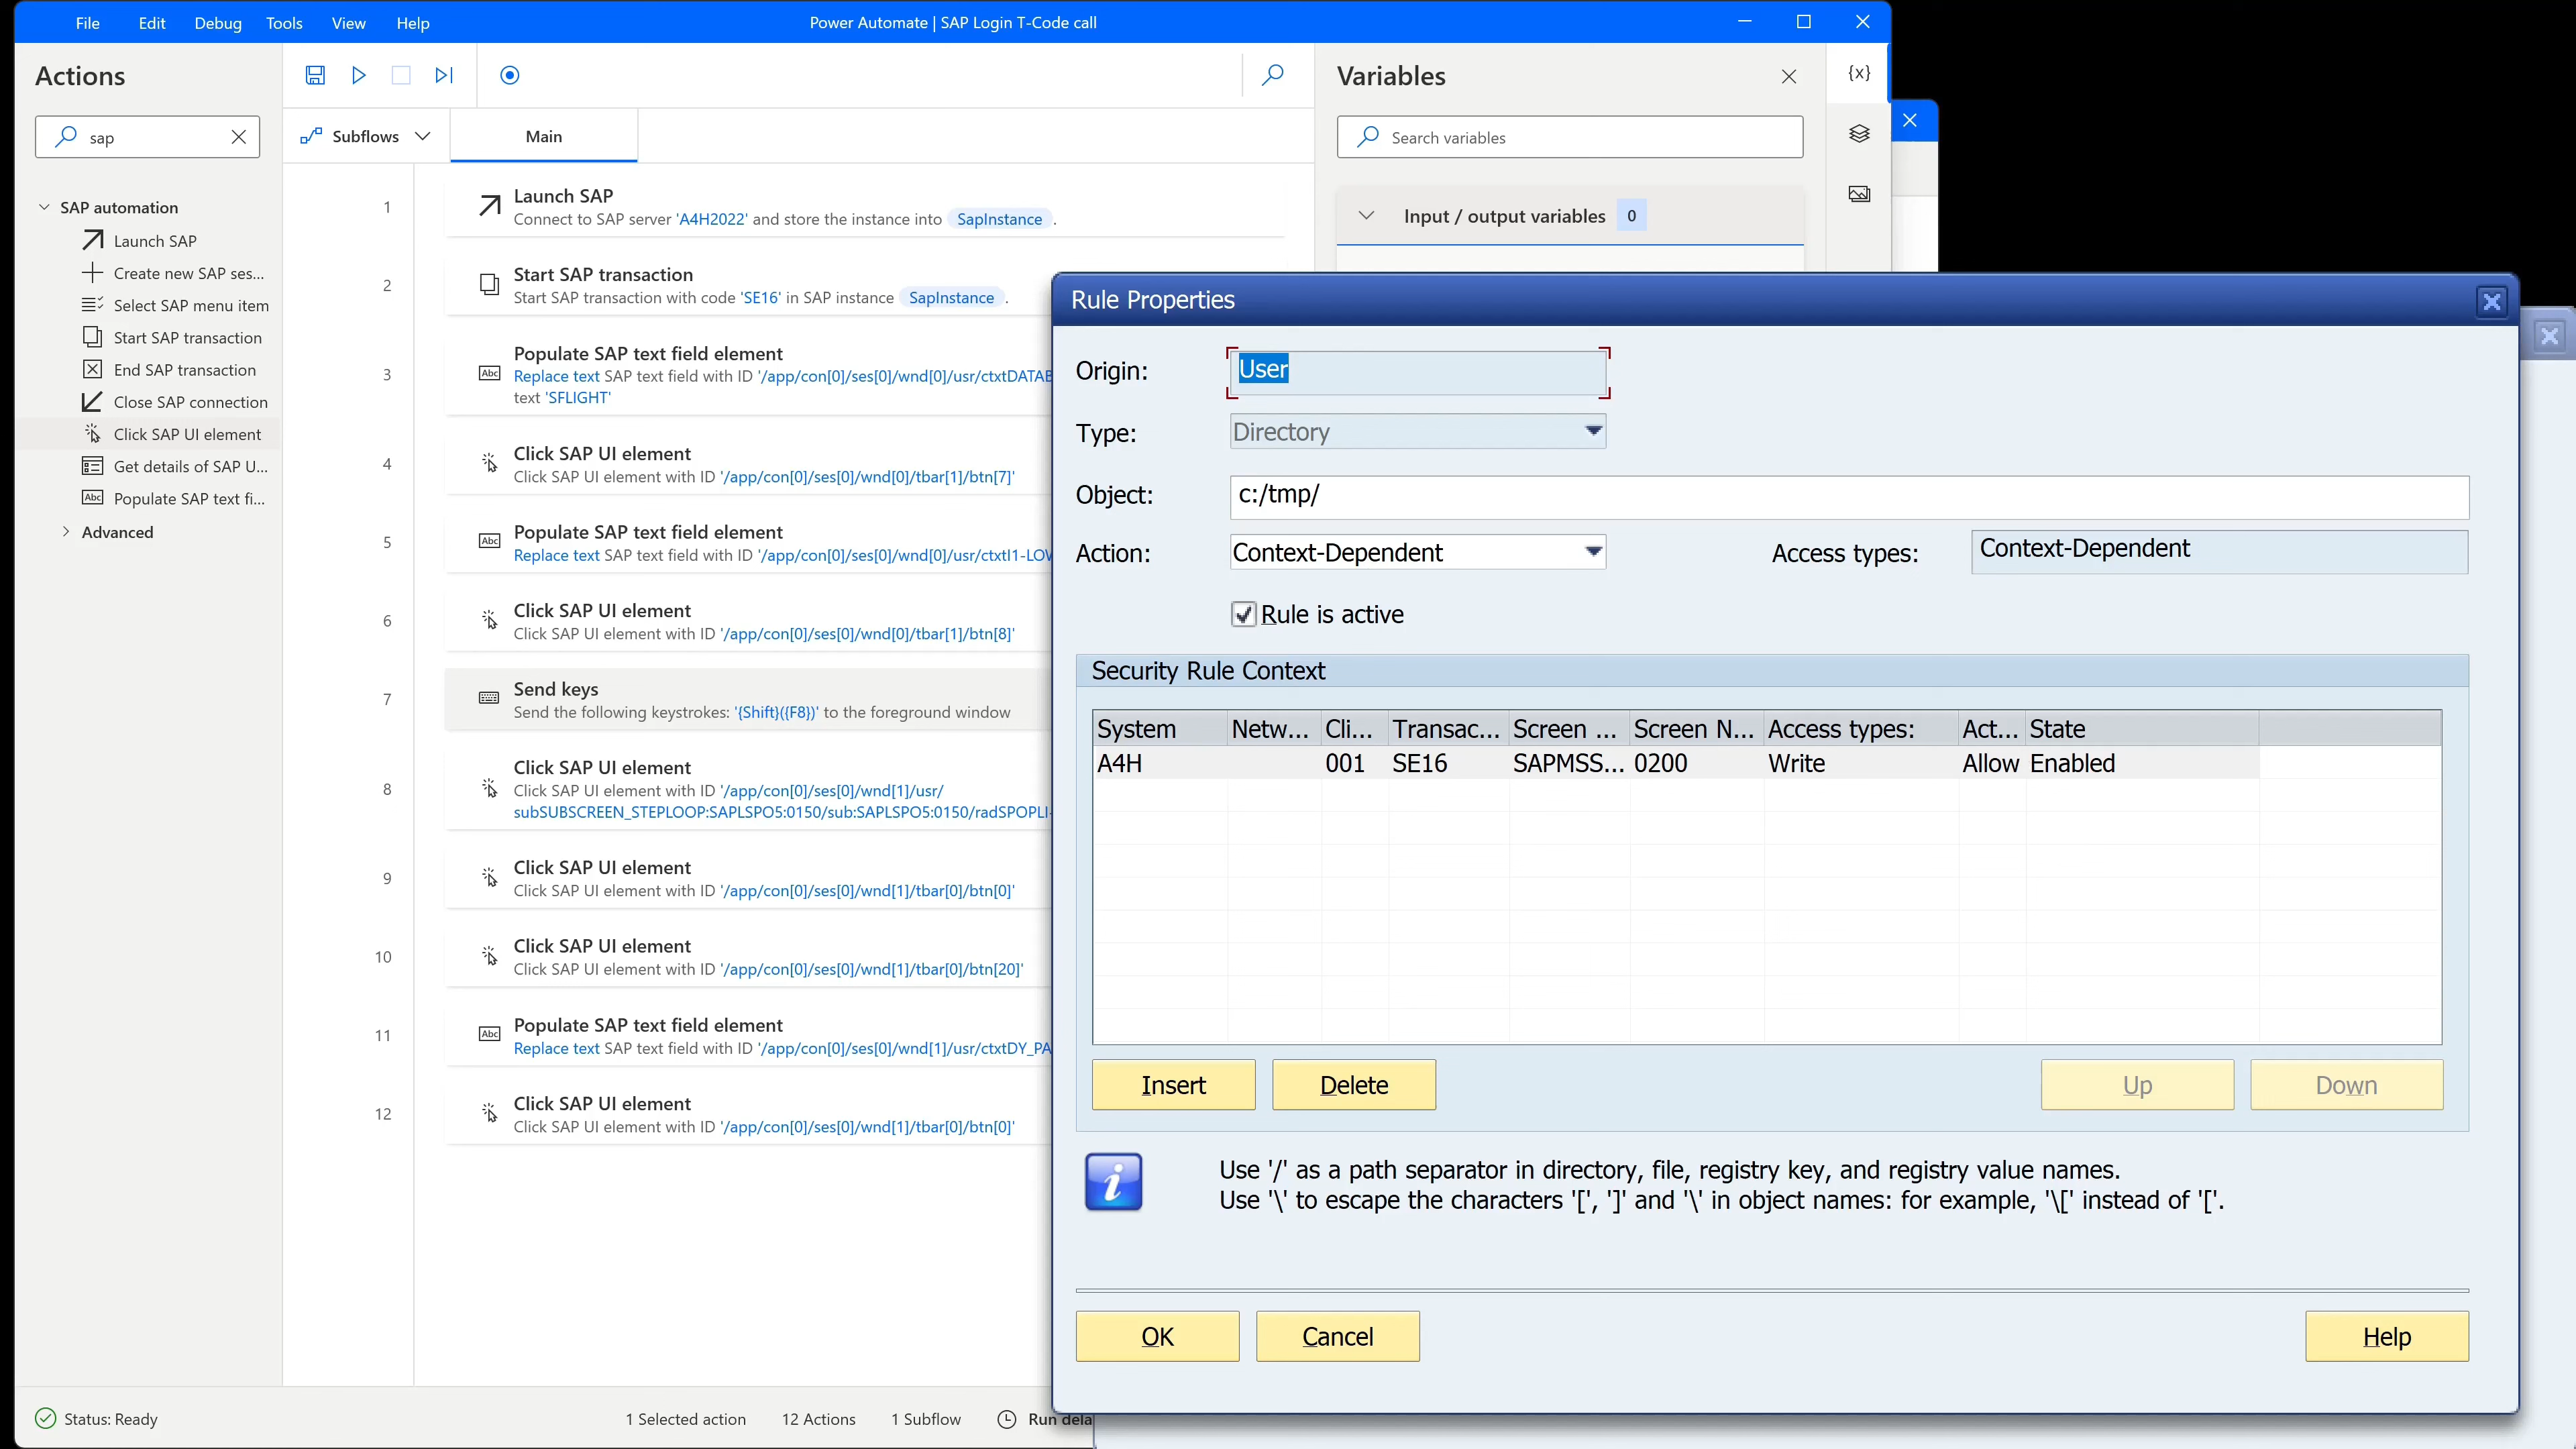 File Edit Debug Tools View Help
Power Automate | SAP Login T-Code call
Actions
sap
SAP automation
Launch SAP
Create new SAP ses...
Select SAP menu item
Start SAP transaction
End SAP transaction
Close SAP connection
Click SAP UI element
Get details of SAP U...
Abc Populate SAP text fi...
Advanced
Subflows
Main
1
Launch SAP
Connect to SAP server 'A4H2022' and store the instance into SapInstance .
2
Start SAP transaction
Start SAP transaction with code 'SE16' in SAP instance SapInstance .
3
Abc
Populate SAP text field element
Replace text SAP text field with ID '/app/con[0]/ses[0]/wnd[0]/usr/ctxtDATAB
text 'SFLIGHT'
4
Click SAP UI element
Click SAP UI element with ID '/app/con[0]/ses[0]/wnd[0]/tbar[1]/btn[7]'
5
Abc
Populate SAP text field element
Replace text SAP text field with ID '/app/con[0]/ses[0]/wnd[0]/usr/ctxtI1-LOW
6
Click SAP UI element
Click SAP UI element with ID '/app/con[0]/ses[0]/wnd[0]/tbar[1]/btn[8]'
7
Send keys
Send the following keystrokes: '{Shift}({F8})' to the foreground window
8
Click SAP UI element
Click SAP UI element with ID '/app/con[0]/ses[0]/wnd[1]/usr/
subSUBSCREEN_STEPLOOP:SAPLSPO5:0150/sub:SAPLSPO5:0150/radSPOPLI-
9
Click SAP UI element
Click SAP UI element with ID '/app/con[0]/ses[0]/wnd[1]/tbar[0]/btn[0]'
10
Click SAP UI element
Click SAP UI element with ID '/app/con[0]/ses[0]/wnd[1]/tbar[0]/btn[20]'
11
Abc
Populate SAP text field element
Replace text SAP text field with ID '/app/con[0]/ses[0]/wnd[1]/usr/ctxtDY_PA
12
Click SAP UI element
Click SAP UI element with ID '/app/con[0]/ses[0]/wnd[1]/tbar[0]/btn[0]'
Status: Ready
1 Selected action
12 Actions
1 Subflow
Run dela
Variables
{x}
Search variables
Input / output variables 0
Rule Properties
Origin: User
Type: Directory
Object: c:/tmp/
Action: Context-Dependent
Access types: Context-Dependent
Rule is active
Security Rule Context
System Netw... Cli... Transac... Screen ... Screen N... Access types: Act... State
A4H 001 SE16 SAPMSS... 0200 Write Allow Enabled
Insert Delete Up Down
Use '/' as a path separator in directory, file, registry key, and registry value names.
Use '\' to escape the characters '[', ']' and '\' in object names: for example, '\[' instead of '['.
OK Cancel Help